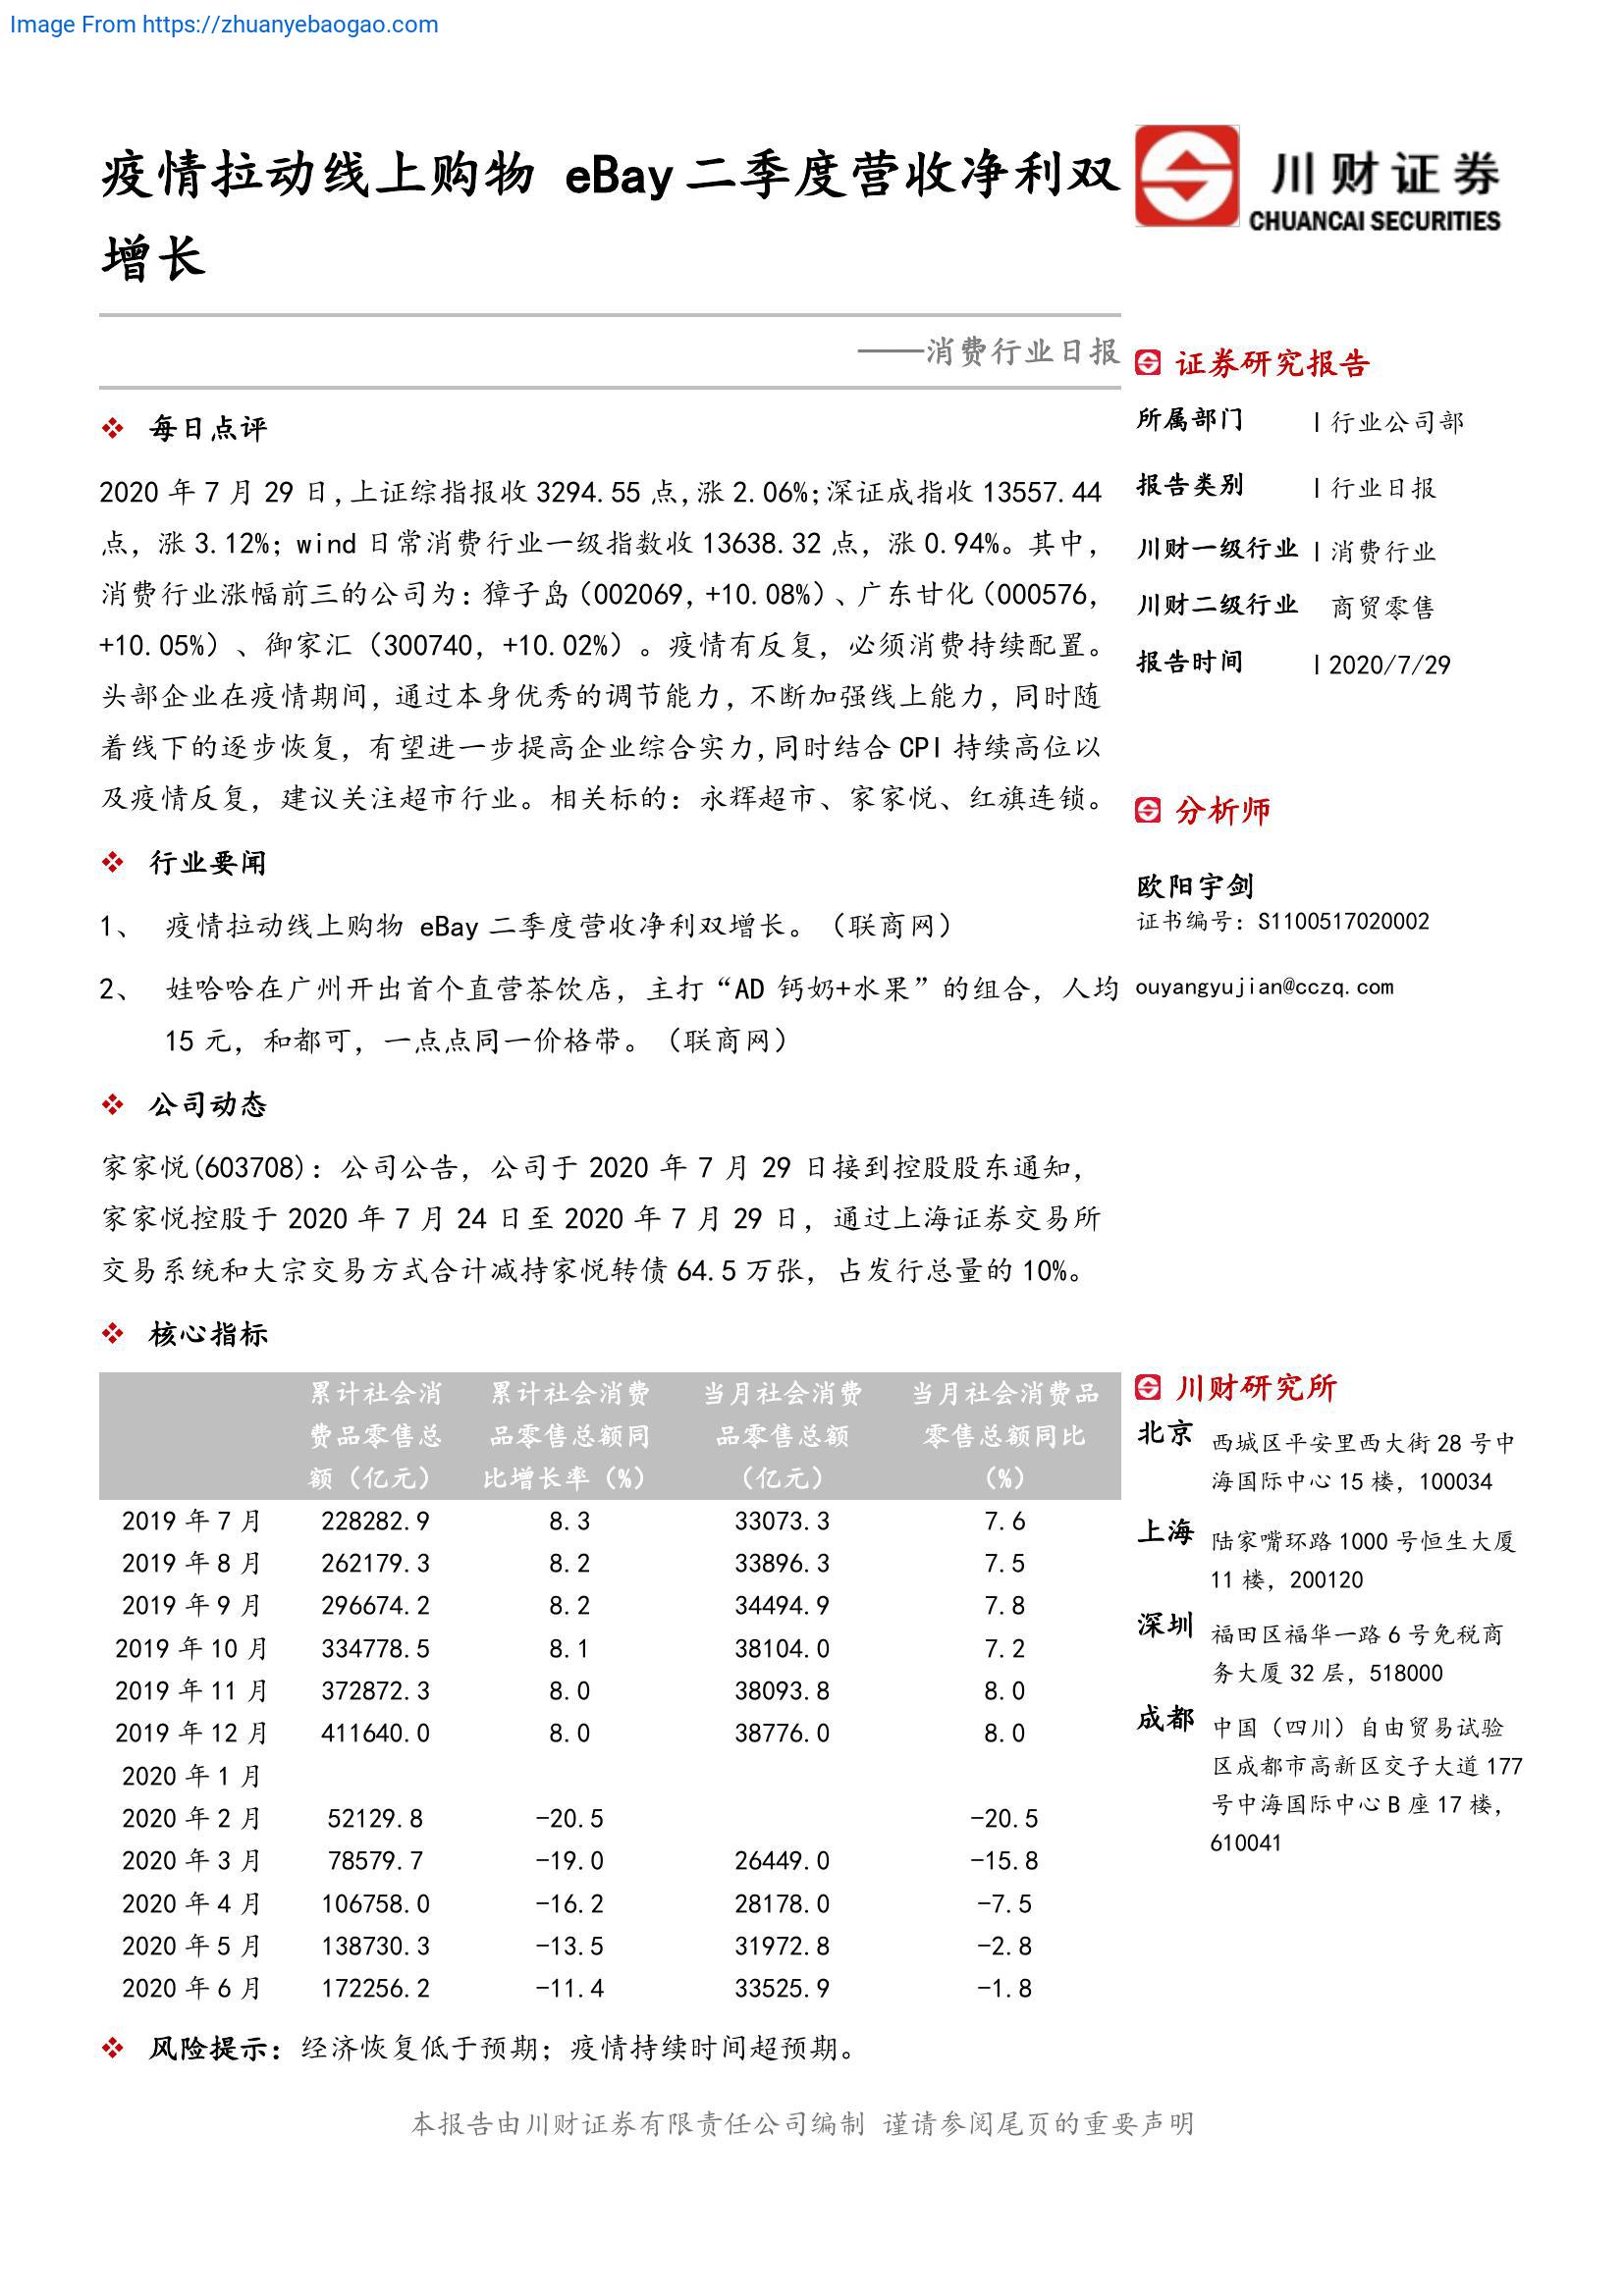 Image From https://zhuanyebaogao.com
疫情拉动线上购物 eBay二季度营收净利双
增长
川财证券
CHUANCAI SECURITIES
——消费行业日报
❖ 每日点评
2020 年 7 月 29 日,上证综指报收 3294.55 点,涨 2.06%;深证成指收 13557.44
点，涨 3.12%；wind 日常消费行业一级指数收 13638.32 点，涨 0.94%。其中，
消费行业涨幅前三的公司为：獐子岛（002069，+10.08%）、广东甘化（000576，
+10.05%）、御家汇（300740，+10.02%）。疫情有反复，必须消费持续配置。
头部企业在疫情期间，通过本身优秀的调节能力，不断加强线上能力，同时随
着线下的逐步恢复，有望进一步提高企业综合实力,同时结合 CPI 持续高位以
及疫情反复，建议关注超市行业。相关标的：永辉超市、家家悦、红旗连锁。
❖ 行业要闻
1、 疫情拉动线上购物 eBay 二季度营收净利双增长。（联商网）
2、 娃哈哈在广州开出首个直营茶饮店，主打“AD 钙奶+水果”的组合，人均
15 元，和都可，一点点同一价格带。（联商网）
❖ 公司动态
家家悦(603708)：公司公告，公司于 2020 年 7 月 29 日接到控股股东通知，
家家悦控股于 2020 年 7 月 24 日至 2020 年 7 月 29 日，通过上海证券交易所
交易系统和大宗交易方式合计减持家悦转债 64.5 万张，占发行总量的 10%。
❖ 核心指标
累计社会消 累计社会消费 当月社会消费 当月社会消费品
费品零售总 品零售总额同 品零售总额 零售总额同比
额（亿元） 比增长率（%） （亿元） （%）
2019 年 7 月 228282.9 8.3 33073.3 7.6
2019 年 8 月 262179.3 8.2 33896.3 7.5
2019 年 9 月 296674.2 8.2 34494.9 7.8
2019 年 10 月 334778.5 8.1 38104.0 7.2
2019 年 11 月 372872.3 8.0 38093.8 8.0
2019 年 12 月 411640.0 8.0 38776.0 8.0
2020 年 1 月
2020 年 2 月 52129.8 -20.5 -20.5
2020 年 3 月 78579.7 -19.0 26449.0 -15.8
2020 年 4 月 106758.0 -16.2 28178.0 -7.5
2020 年 5 月 138730.3 -13.5 31972.8 -2.8
2020 年 6 月 172256.2 -11.4 33525.9 -1.8
❖ 风险提示：经济恢复低于预期；疫情持续时间超预期。
证券研究报告
所属部门 | 行业公司部
报告类别 | 行业日报
川财一级行业 | 消费行业
川财二级行业 商贸零售
报告时间 | 2020/7/29
分析师
欧阳宇剑
证书编号：S1100517020002
ouyangyujian@cczq.com
川财研究所
北京 西城区平安里西大街 28 号中
海国际中心 15 楼，100034
上海 陆家嘴环路 1000 号恒生大厦
11 楼，200120
深圳 福田区福华一路 6 号免税商
务大厦 32 层，518000
成都 中国（四川）自由贸易试验
区成都市高新区交子大道 177
号中海国际中心 B 座 17 楼，
610041
本报告由川财证券有限责任公司编制 谨请参阅尾页的重要声明